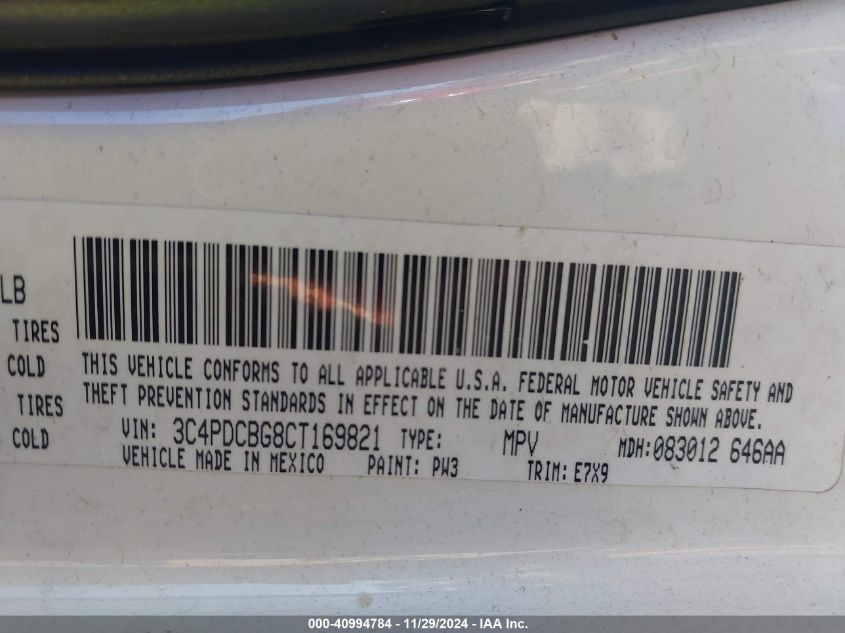 LB
TIRES
COLD
TIRES
COLD
THIS VEHICLE CONFORMS TO ALL APPLICABLE U.S.A. FEDERAL MOTOR VEHICLE SAFETY AND
THEFT PREVENTION STANDARDS IN EFFECT ON THE DATE OF MANUFACTURE SHOWN ABOVE.
VIN: 3C4PDCBG8CT169821 TYPE: MPV MDH:083012 646AA
VEHICLE MADE IN MEXICO PAINT: PW3 TRIM: E7X9
000-40994784 - 11/29/2024 - IAA Inc.